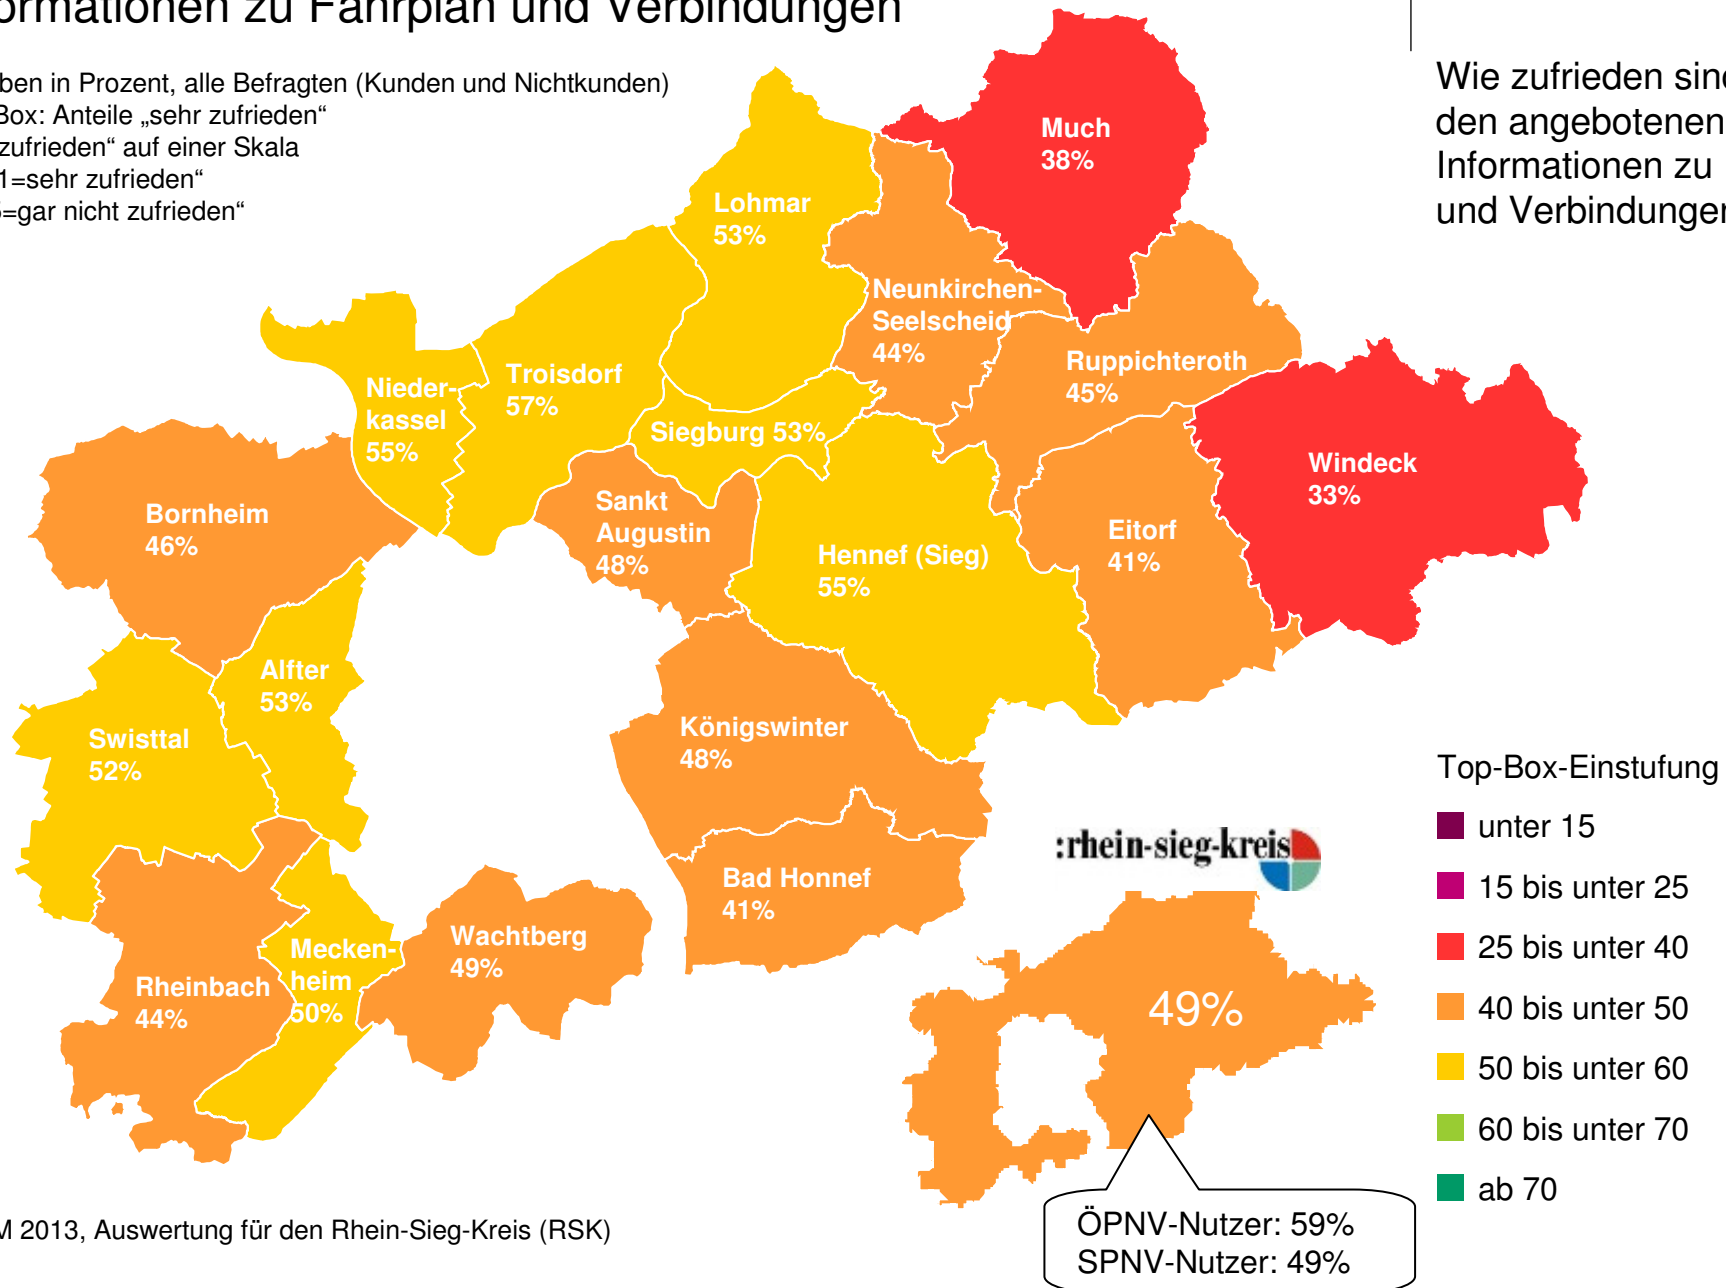 ormationen zu Fahrplan und Verbindungen
ben in Prozent, alle Befragten (Kunden und Nichtkunden)
Box: Anteile „sehr zufrieden“
zufrieden“ auf einer Skala
1=sehr zufrieden“
=gar nicht zufrieden“
Wie zufrieden sind
den angebotenen
Informationen zu
und Verbindungen
Much
38%
Lohmar
53%
Neunkirchen-
Seelscheid
44%
Ruppichteroth
45%
Troisdorf
57%
Nieder-
kassel
55%
Siegburg 53%
Windeck
33%
Bornheim
46%
Sankt
Augustin
48%
Hennef (Sieg)
55%
Eitorf
41%
Alfter
53%
Swisttal
52%
Königswinter
48%
Bad Honnef
41%
Wachtberg
49%
Mecken-
heim
50%
Rheinbach
44%
:rhein-sieg-kreis
49%
ÖPNV-Nutzer: 59%
SPNV-Nutzer: 49%
Top-Box-Einstufung
unter 15
15 bis unter 25
25 bis unter 40
40 bis unter 50
50 bis unter 60
60 bis unter 70
ab 70
M 2013, Auswertung für den Rhein-Sieg-Kreis (RSK)